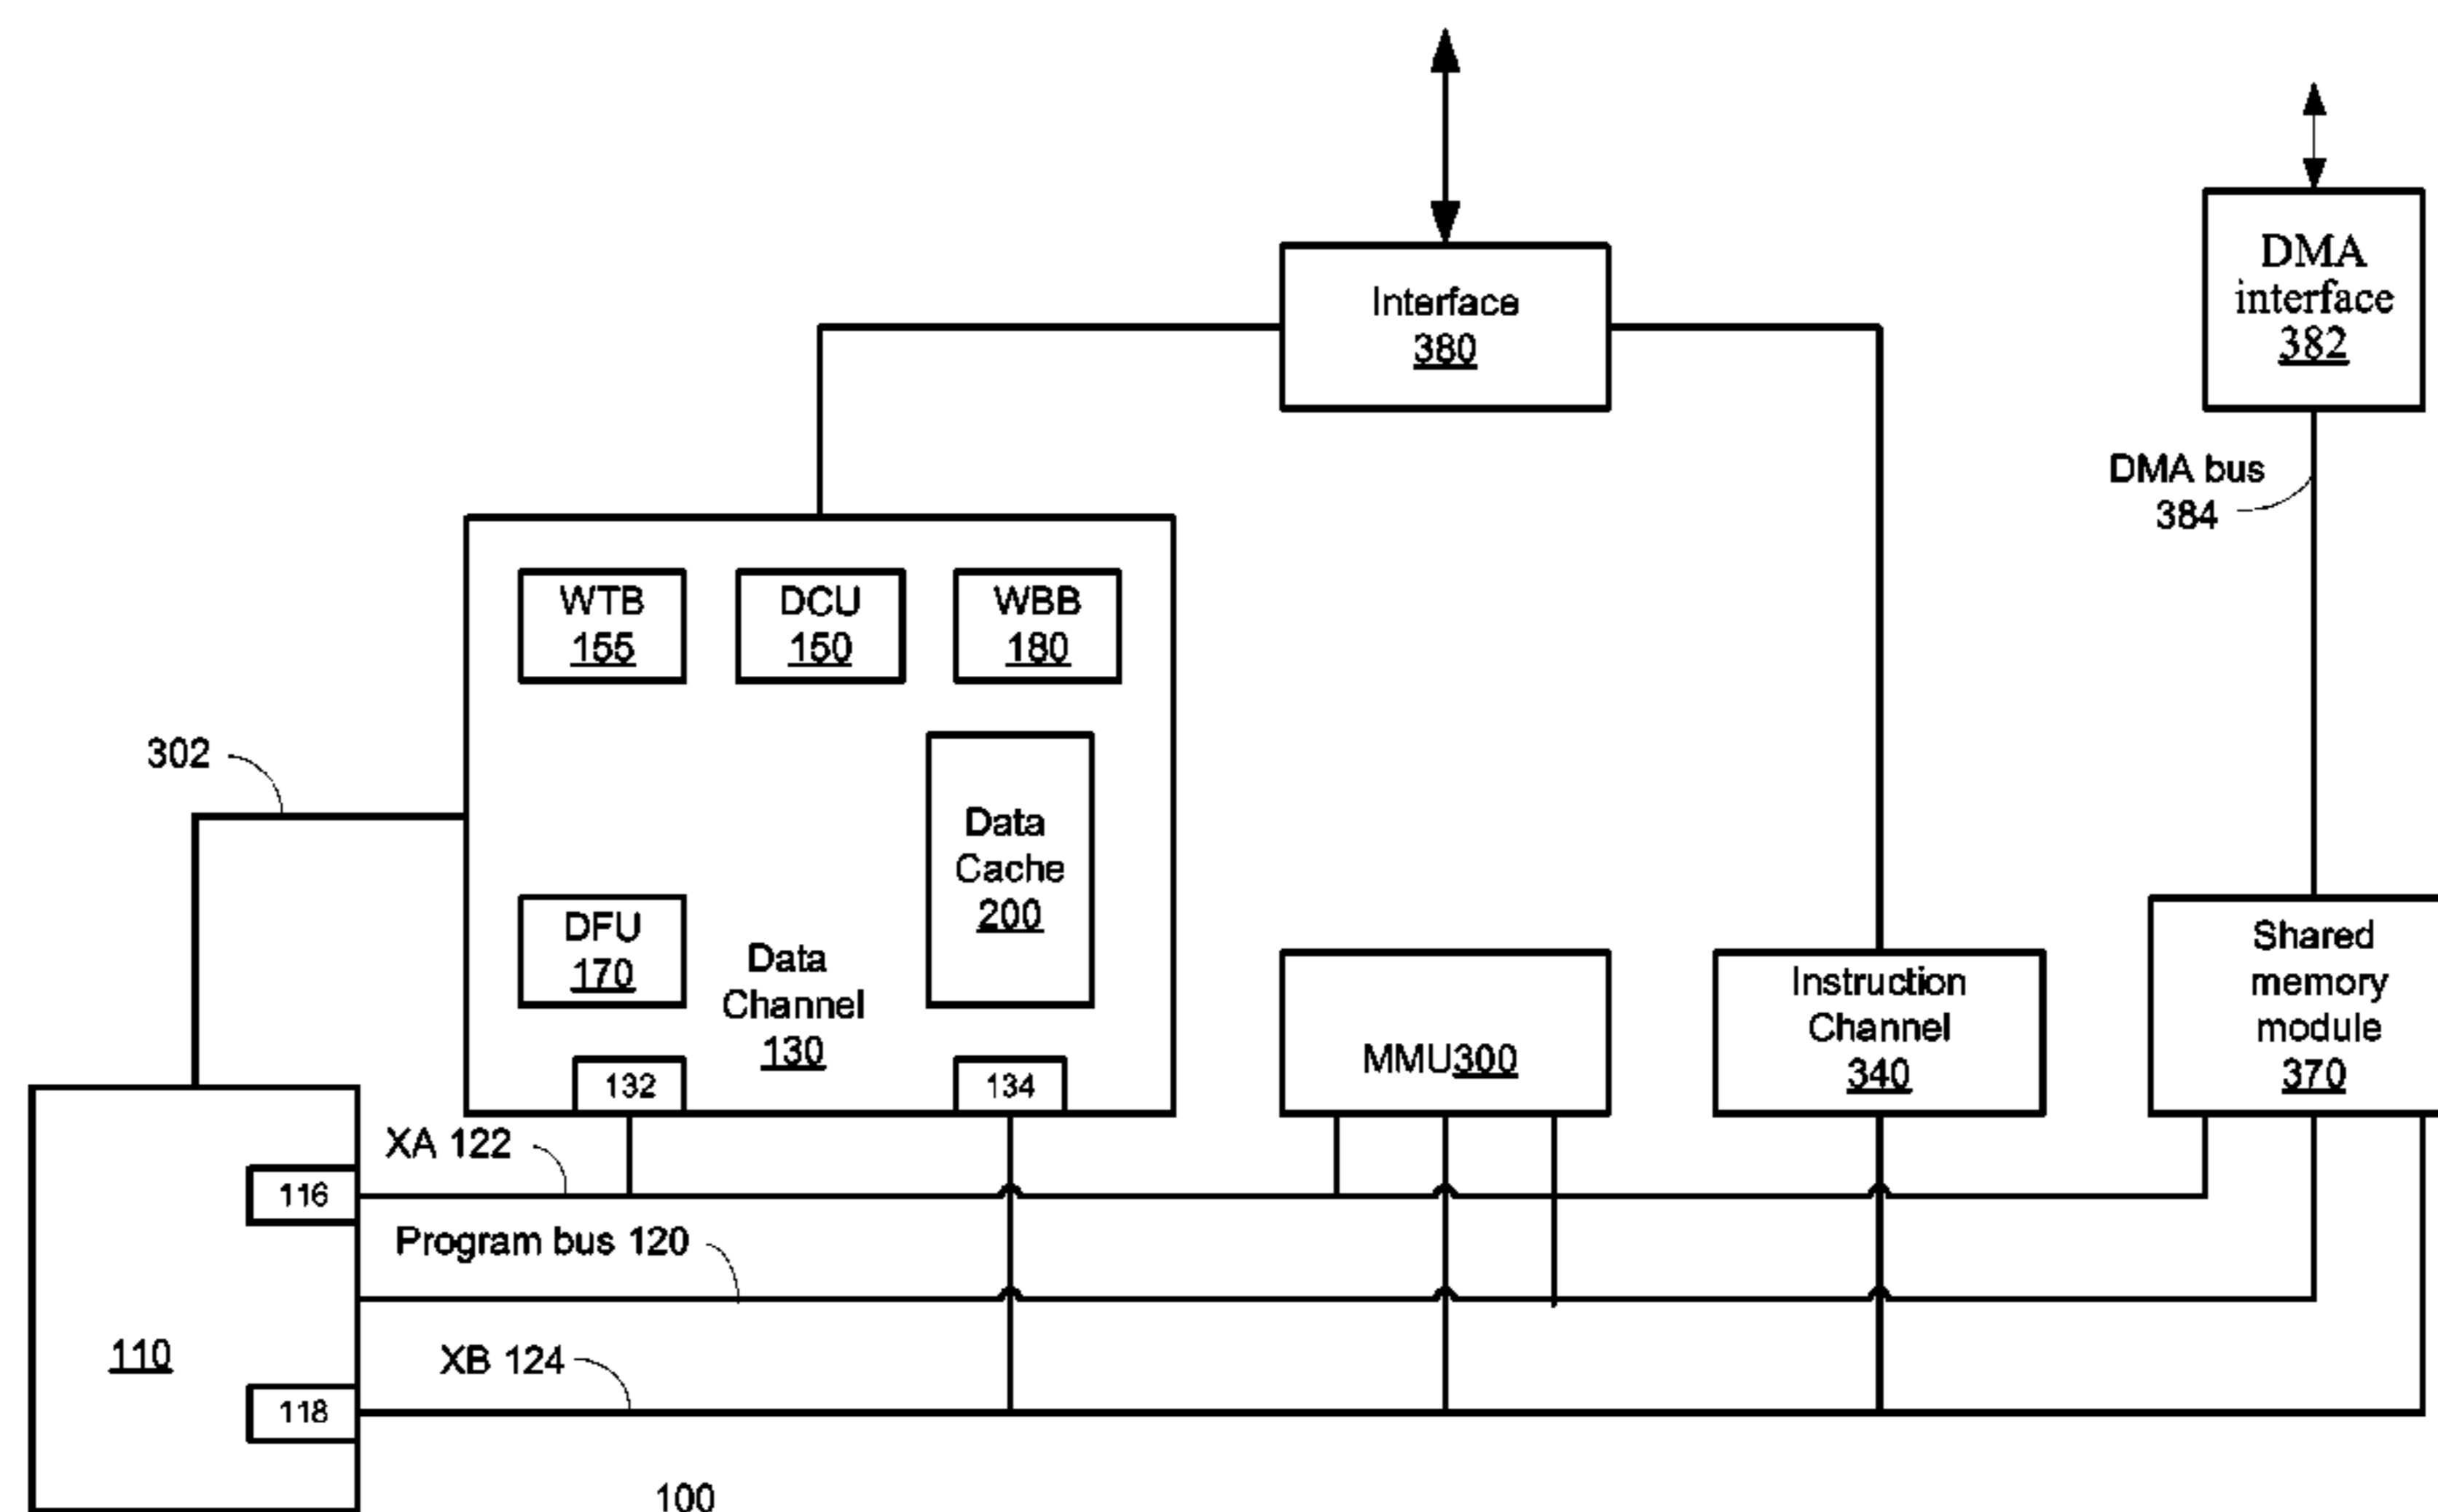 Interface
380
DMA
interface
382
DMA bus
384
WTB
155
DCU
150
WBB
180
302
Data
Cache
200
DFU
170
Data
Channel
130
132
134
MMU300
Instruction
Channel
340
Shared
memory
module
370
XA 122
116
Program bus 120
110
XB 124
118
100